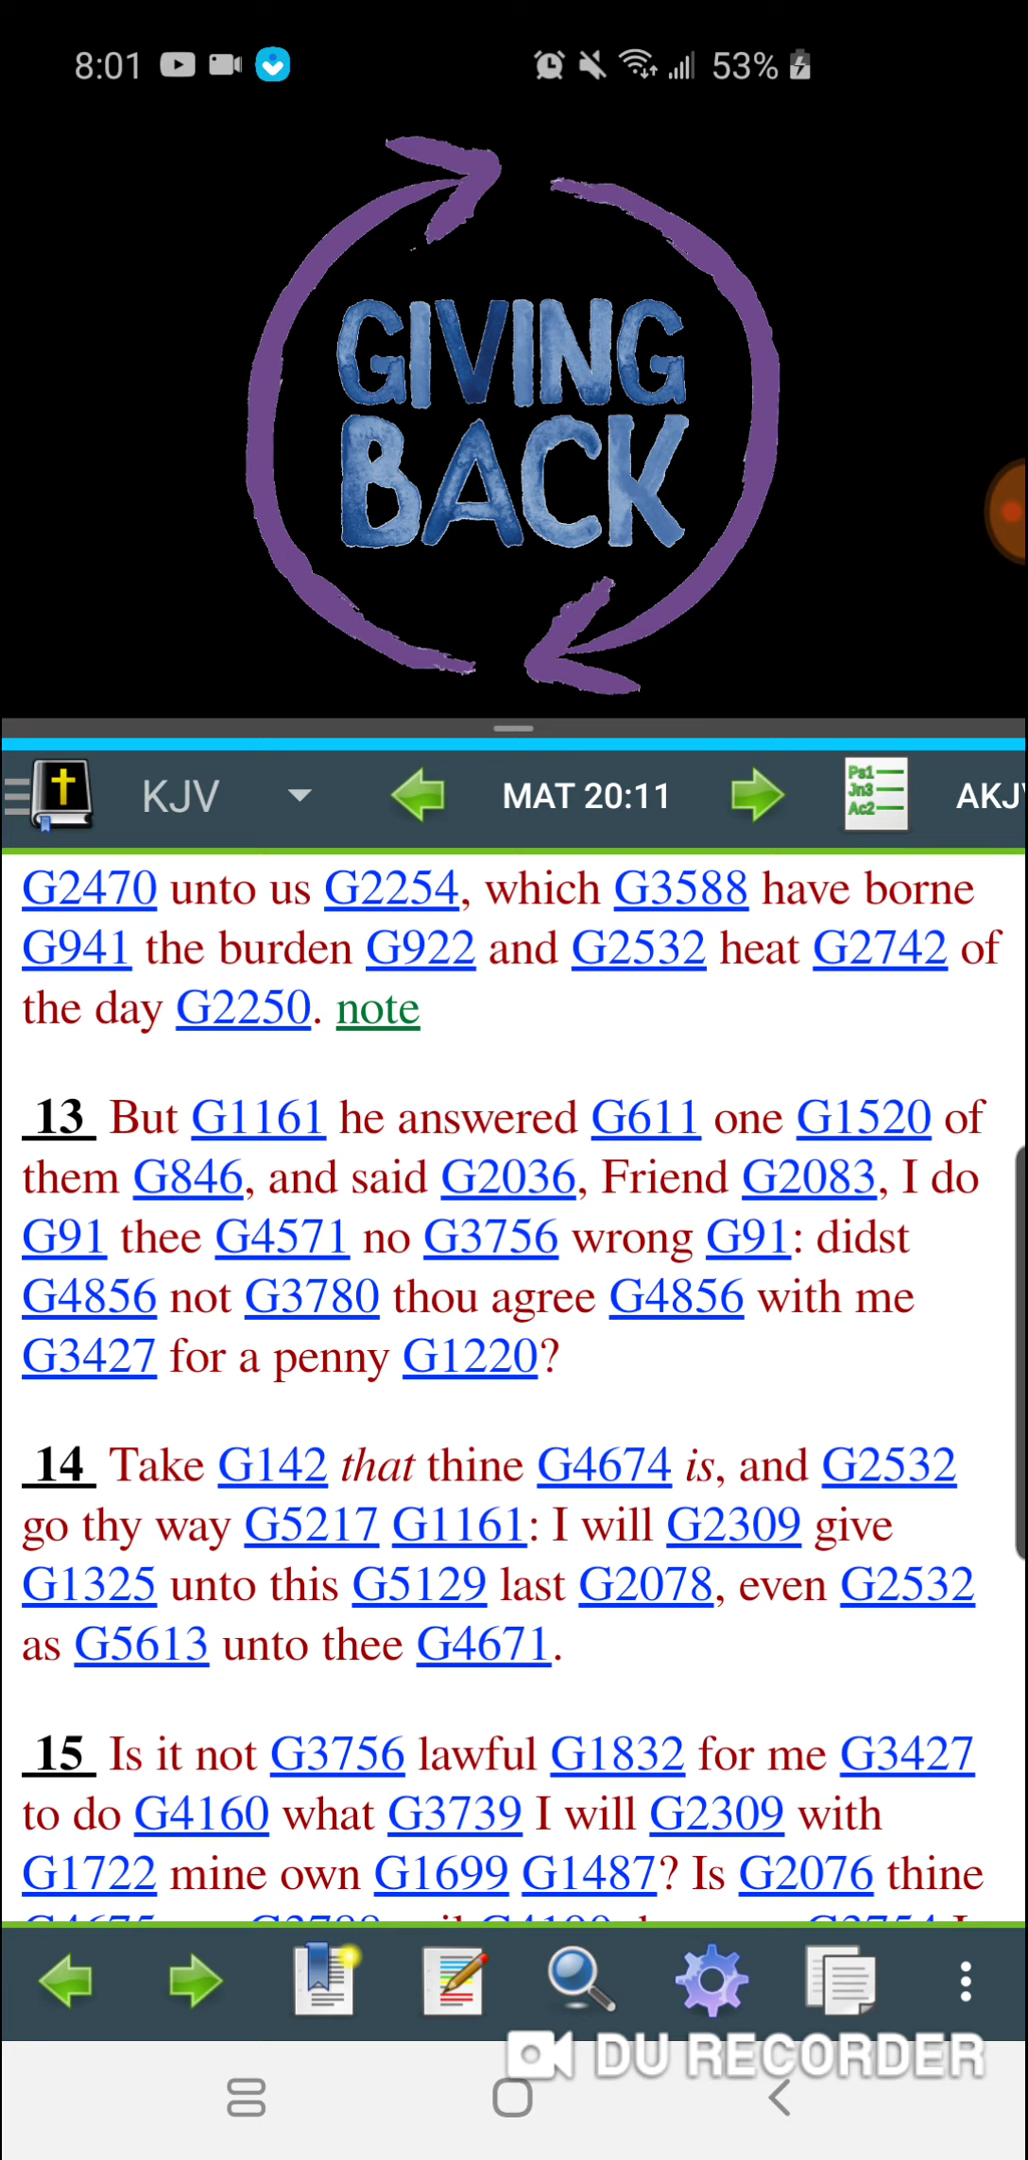 8:01 53%
GIVING
BACK
KJV MAT 20:11 Ps1 Jn3 Ac2 AKJV
G2470 unto us G2254, which G3588 have borne
G941 the burden G922 and G2532 heat G2742 of
the day G2250. note
13 But G1161 he answered G611 one G1520 of
them G846, and said G2036, Friend G2083, I do
G91 thee G4571 no G3756 wrong G91: didst
G4856 not G3780 thou agree G4856 with me
G3427 for a penny G1220?
14 Take G142 that thine G4674 is, and G2532
go thy way G5217 G1161: I will G2309 give
G1325 unto this G5129 last G2078, even G2532
as G5613 unto thee G4671.
15 Is it not G3756 lawful G1832 for me G3427
to do G4160 what G3739 I will G2309 with
G1722 mine own G1699 G1487? Is G2076 thine
DU RECORDER